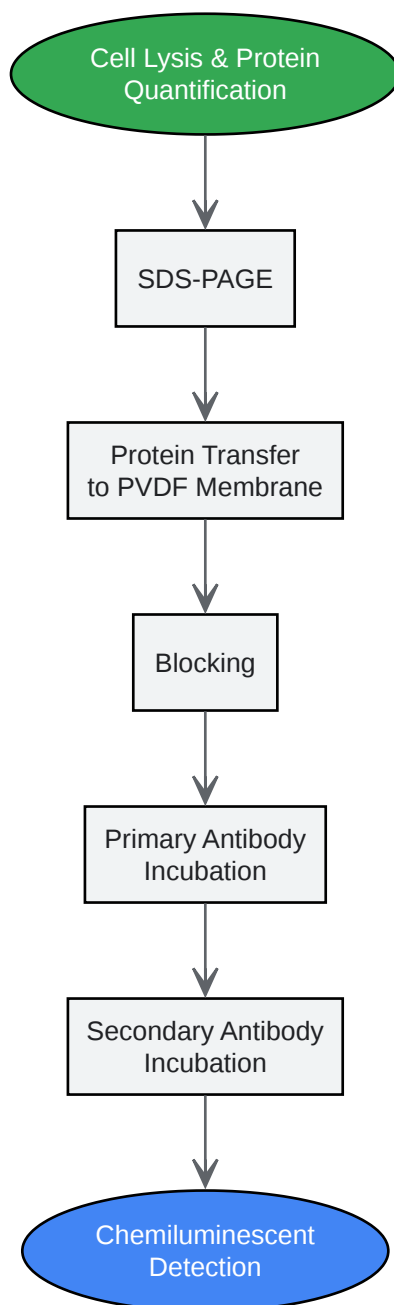 Cell Lysis & Protein
Quantification
SDS-PAGE
Protein Transfer
to PVDF Membrane
Blocking
Primary Antibody
Incubation
Secondary Antibody
Incubation
Chemiluminescent
Detection